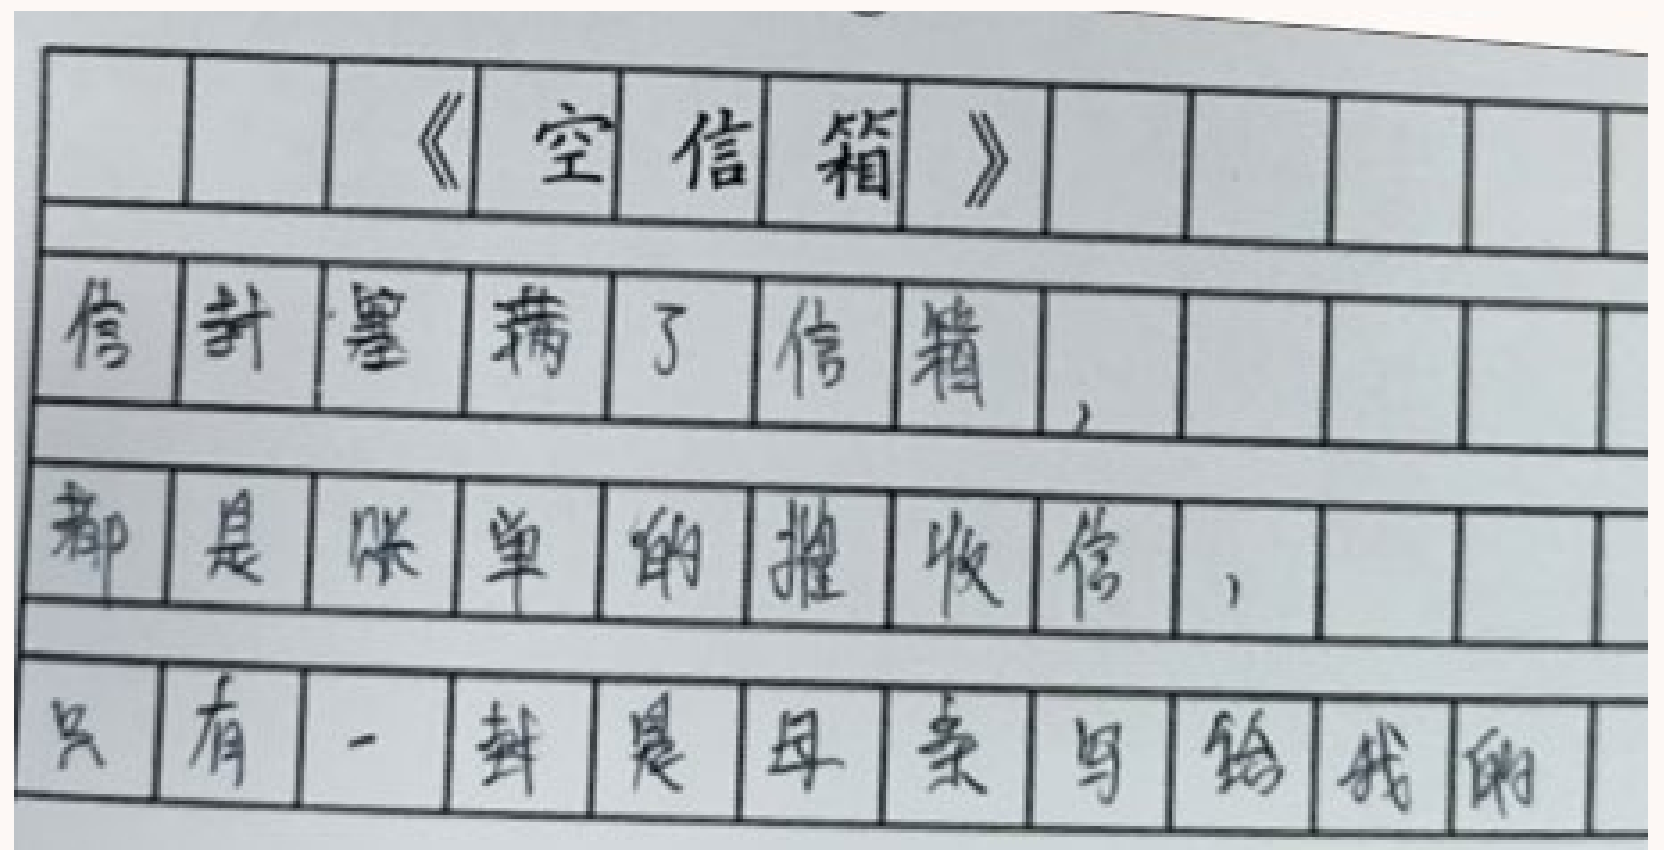 《空信箱》
信封塞满了信箱，
都是账单的推收信，
只有一封是母亲写给我的